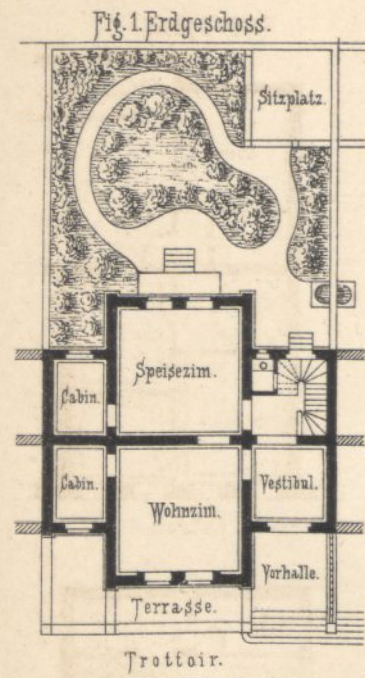 Fig. 1. Erdgeschoss.
Sitzplatz.
Speisezim.
Cabin.
Cabin.
Vestibul.
Wohnzim.
Vorhalle.
Terrasse.
Trottoir.